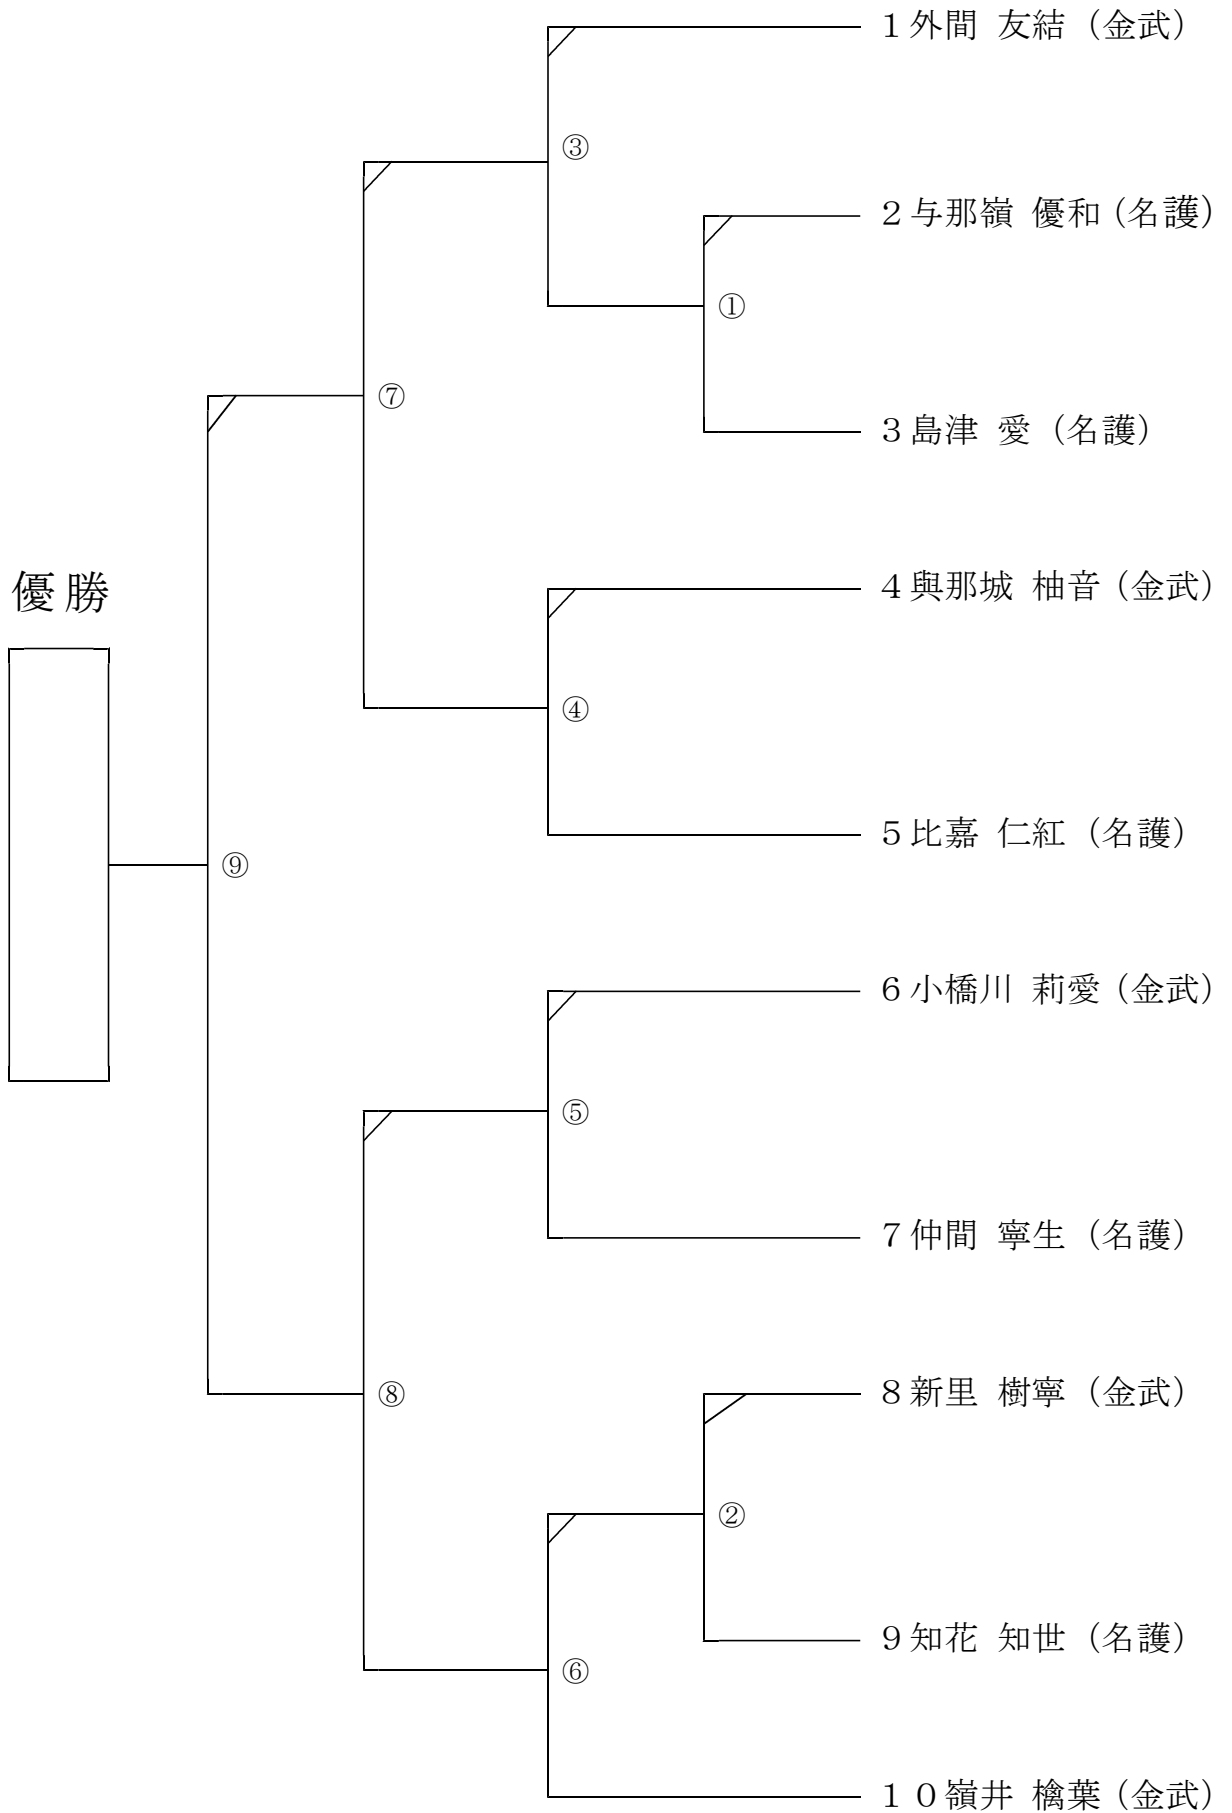 １外間 友結（金武）
③
２与那嶺 優和（名護）
①
⑦
３島津 愛（名護）
優勝
４與那城 柚音（金武）
④
５比嘉 仁紅（名護）
⑨
６小橋川 莉愛（金武）
⑤
７仲間 寧生（名護）
⑧
８新里 樹寧（金武）
②
９知花 知世（名護）
⑥
１０嶺井 檎葉（金武）